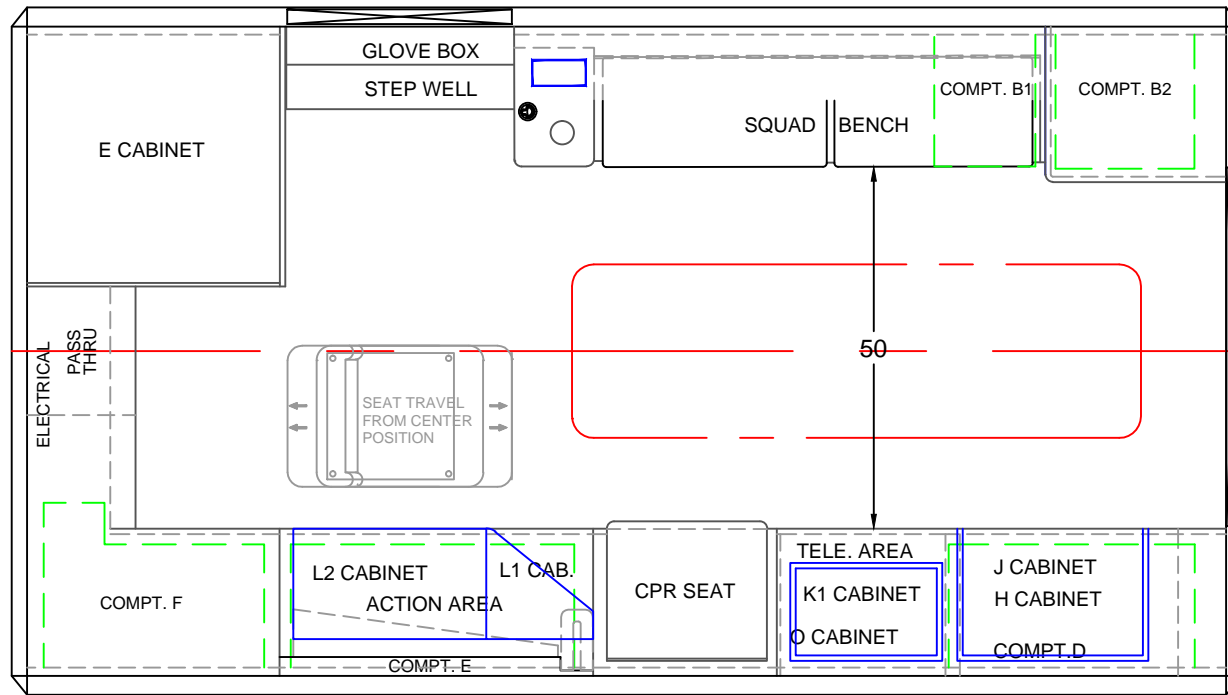 GLOVE BOX
STEP WELL
E CABINET
SQUAD BENCH
COMPT. B1
COMPT. B2
ELECTRICAL
PASS
THRU
50
SEAT TRAVEL
FROM CENTER
POSITION
COMPT. F
L2 CABINET
L1 CAB.
ACTION AREA
COMPT. E
CPR SEAT
TELE. AREA
K1 CABINET
O CABINET
J CABINET
H CABINET
COMPT.D